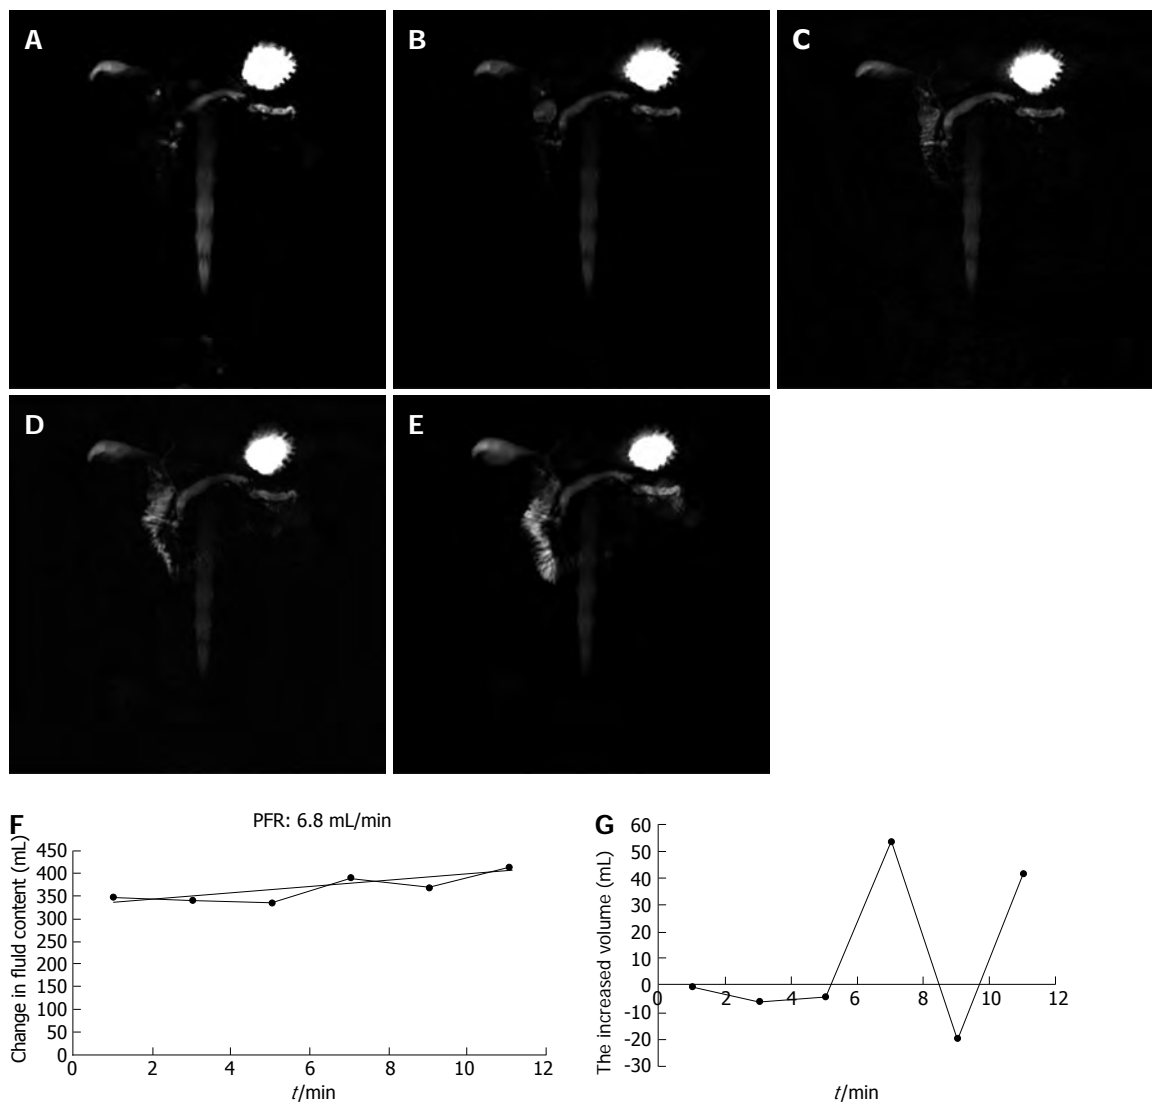 A
B
C
D
E
F
PFR: 6.8 mL/min
Change in fluid content (mL)
450
400
350
300
250
200
150
100
50
0
0 2 4 6 8 10 12
t/min
G
The increased volume (mL)
60
50
40
30
20
10
0
-10
-20
-30
0 2 4 6 8 10 12
t/min